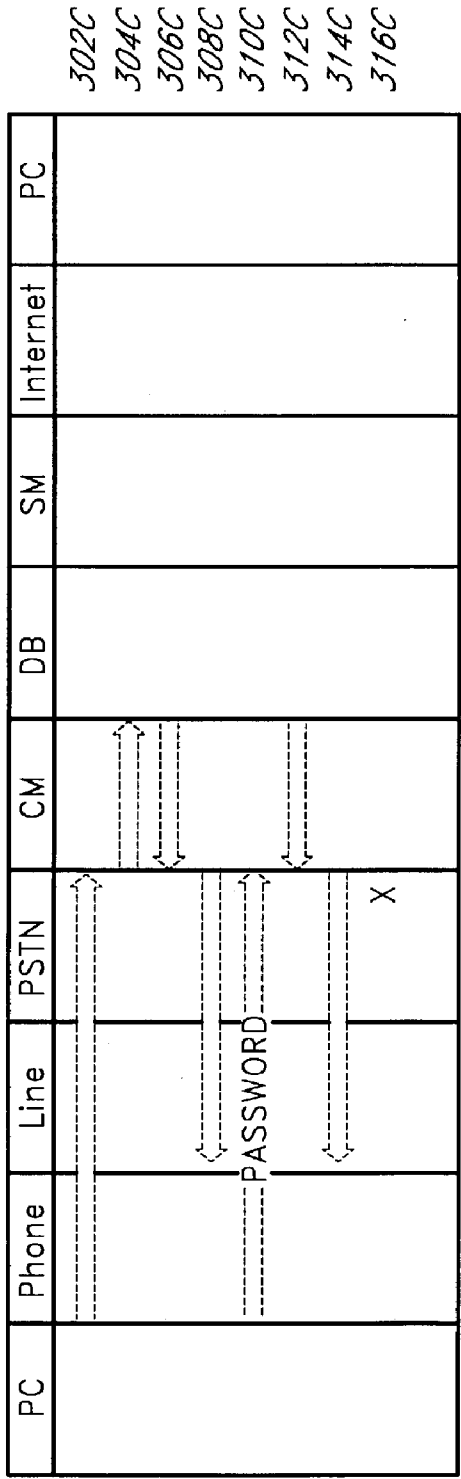 PC Phone Line PSTN CM DB SM Internet PC
302C
304C
306C
308C
PASSWORD 310C
312C
314C
X 316C